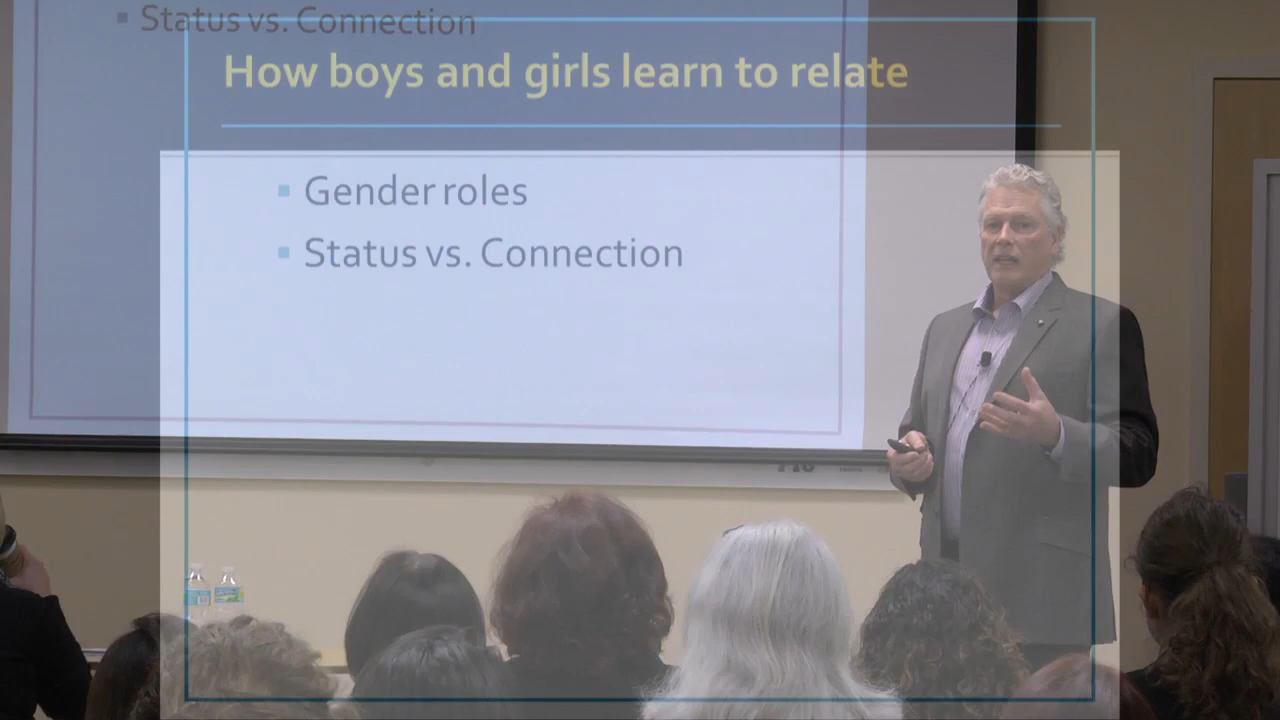 Status vs. Connection
How boys and girls learn to relate
Gender roles
Status vs. Connection